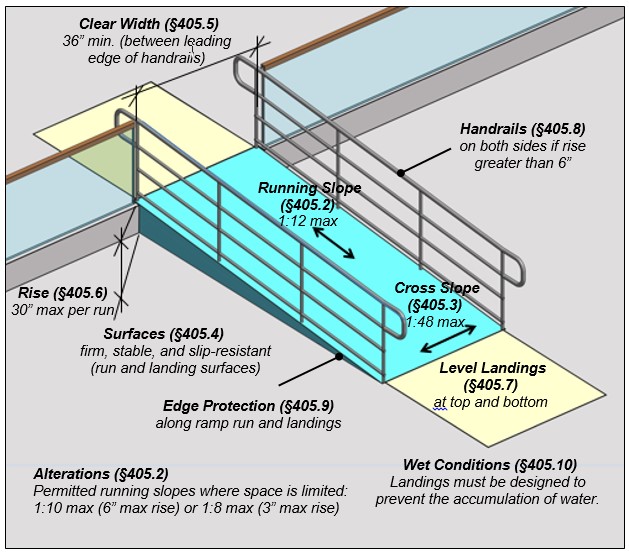 Clear Width (§405.5)
36” min. (between leading
edge of handrails)
Handrails (§405.8)
on both sides if rise
greater than 6”
Running Slope
(§405.2)
1:12 max
Cross Slope
(§405.3)
1:48 max
Rise (§405.6)
30” max per run
Surfaces (§405.4)
firm, stable, and slip-resistant
(run and landing surfaces)
Level Landings
(§405.7)
at top and bottom
Edge Protection (§405.9)
along ramp run and landings
Alterations (§405.2)
Permitted running slopes where space is limited:
1:10 max (6” max rise) or 1:8 max (3” max rise)
Wet Conditions (§405.10)
Landings must be designed to
prevent the accumulation of water.